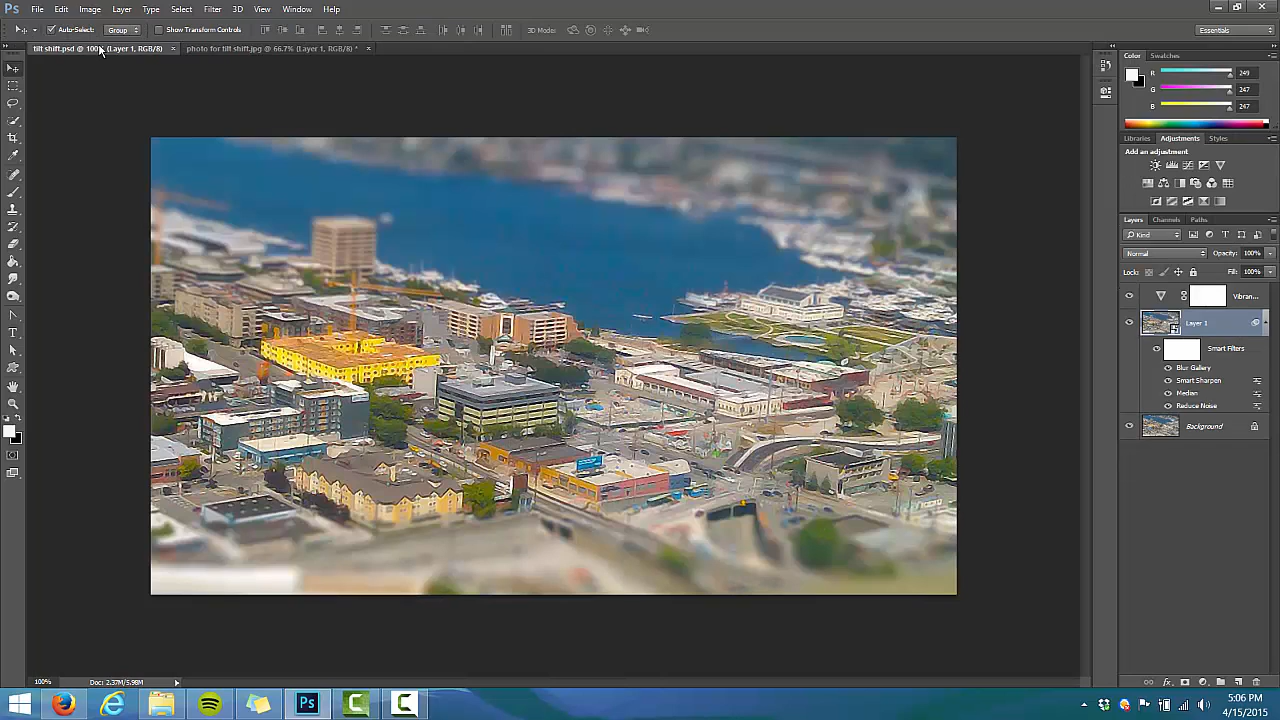 Ps File Edit Image Layer Type Select Filter 3D View Window Help
Auto-Select: Group Show Transform Controls 3D Mode: Essentials
tilt shift.psd @ 100% (Layer 1, RGB/8) × photo for tilt shift.jpg @ 66.7% (Layer 1, RGB/8) * ×
Color Swatches
R 249
G 247
B 247
Libraries Adjustments Styles
Add an adjustment
Layers Channels Paths
Kind
Normal Opacity: 100%
Lock: Fill: 100%
Vibran...
Layer 1
Smart Filters
Blur Gallery
Smart Sharpen
Median
Reduce Noise
Background
100% Doc: 2.37M/5.98M
fx
Ps
5:06 PM
4/15/2015